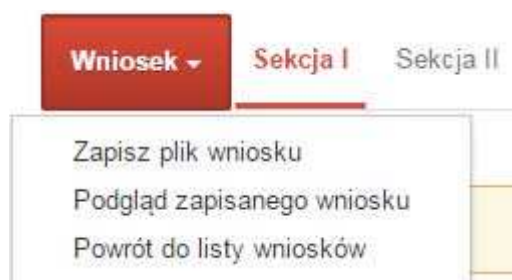 Wniosek Sekcja I Sekcja II
Zapisz plik wniosku
Podgląd zapisanego wniosku
Powrót do listy wniosków